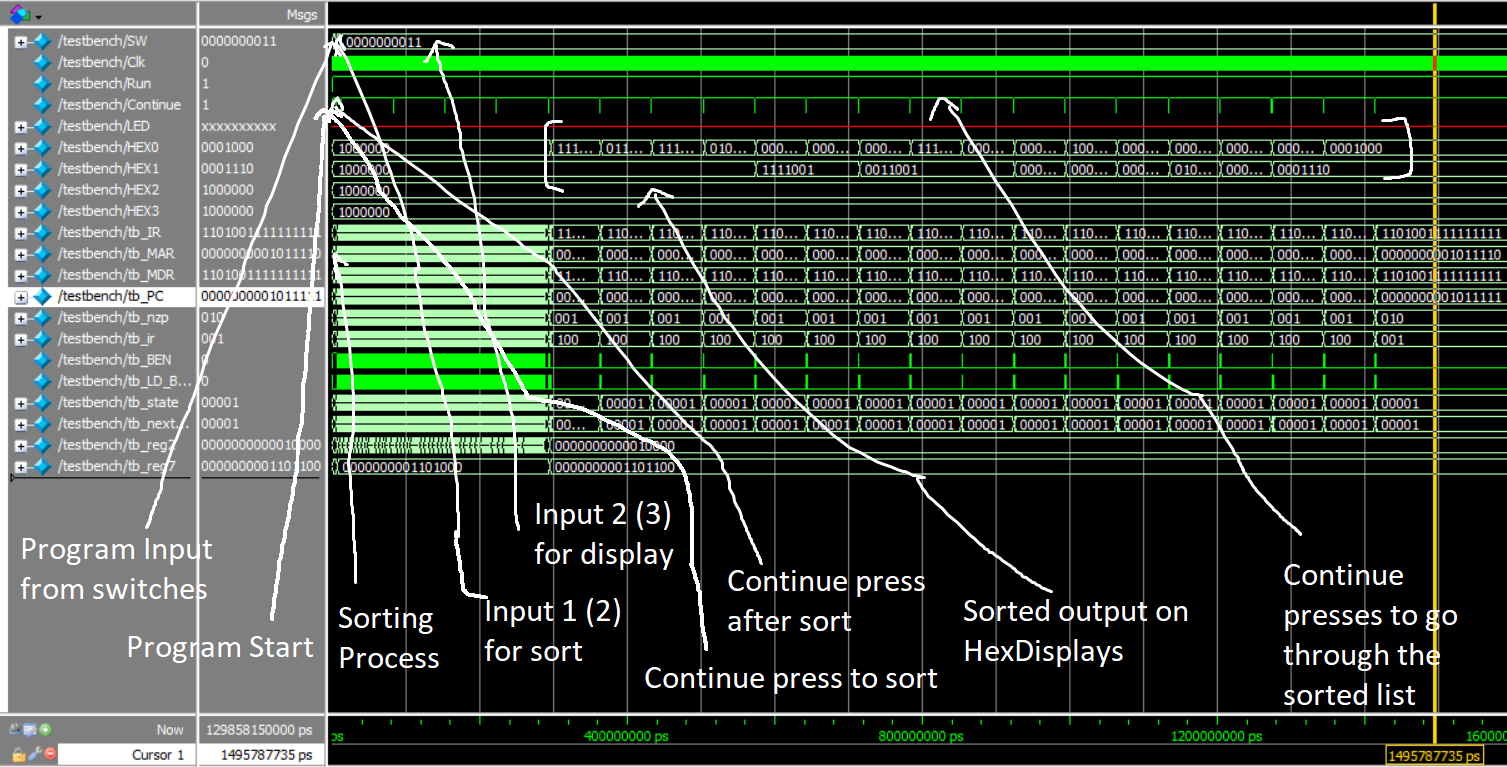 Msgs
/testbench/SW 0000000011 0000000011
/testbench/Clk 0
/testbench/Run 1
/testbench/Continue 1
/testbench/LED xxxxxxxxxx
/testbench/HEX0 0001000 1000000 111... 011... 111... 010... 000... 000... 000... 111... 000... 000... 100... 000... 000... 000... 000... 0001000
/testbench/HEX1 0001110 1000000 1111001 0011001 000... 000... 000... 010... 000... 0001110
/testbench/HEX2 1000000 1000000
/testbench/HEX3 1000000 1000000
/testbench/tb_IR 1101001111111111 11... 110... 110... 110... 110... 110... 110... 110... 110... 110... 110... 110... 110... 110... 110... 1101001111111111
/testbench/tb_MAR 0000000001011110 00... 000... 000... 000... 000... 000... 000... 000... 000... 000... 000... 000... 000... 000... 000... 0000000001011110
/testbench/tb_MDR 1101001111111111 110... 110... 110... 110... 110... 110... 110... 110... 110... 110... 110... 110... 110... 110... 1101001111111111
/testbench/tb_PC 0000000001011111 00... 000... 000... 000... 000... 000... 000... 000... 000... 000... 000... 000... 000... 000... 000... 0000000001011111
/testbench/tb_nzp 010 001 001 001 001 001 001 001 001 001 001 001 001 001 001 001 010
/testbench/tb_ir 001 100 100 100 100 100 100 100 100 100 100 100 100 100 100 100 001
/testbench/tb_BEN 0
/testbench/tb_LD_B... 0
/testbench/tb_state 00001 00001 00001 00001 00001 00001 00001 00001 00001 00001 00001 00001 00001 00001 00001 00001
/testbench/tb_next... 00001 00... 00001 00001 00001 00001 00001 00001 00001 00001 00001 00001 00001 00001 00001 00001 00001
/testbench/tb_reg2 0000000000010000 0000000000010000
/testbench/tb_reg7 0000000001101100 0000000001101000 0000000001101100
Program Input
from switches
Program Start
Sorting
Process
Input 1 (2)
for sort
Input 2 (3)
for display
Continue press to sort
Continue press
after sort
Sorted output on
HexDisplays
Continue
presses to go
through the
sorted list
Now 129858150000 ps
ps 400000000 ps 800000000 ps 1200000000 ps 160000
Cursor 1 1495787735 ps
1495787735 ps